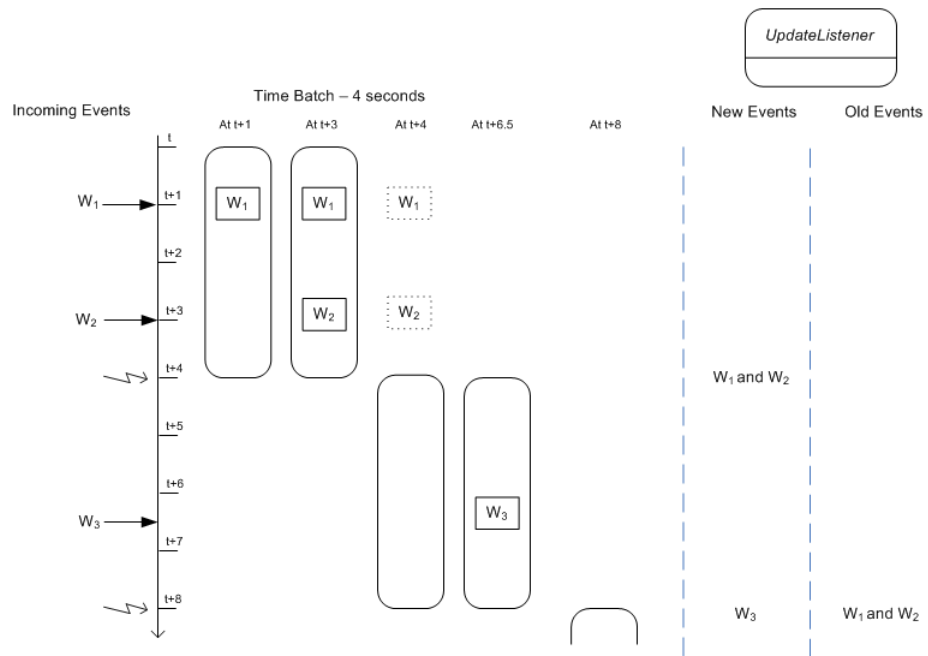 UpdateListener
Time Batch – 4 seconds
Incoming Events
New Events
Old Events
At t+1
At t+3
At t+4
At t+6.5
At t+8
t
W₁
t+1
W₁
W₁
W₁
t+2
W₂
t+3
W₂
W₂
t+4
W₁ and W₂
t+5
t+6
W₃
W₃
t+7
t+8
W₃
W₁ and W₂